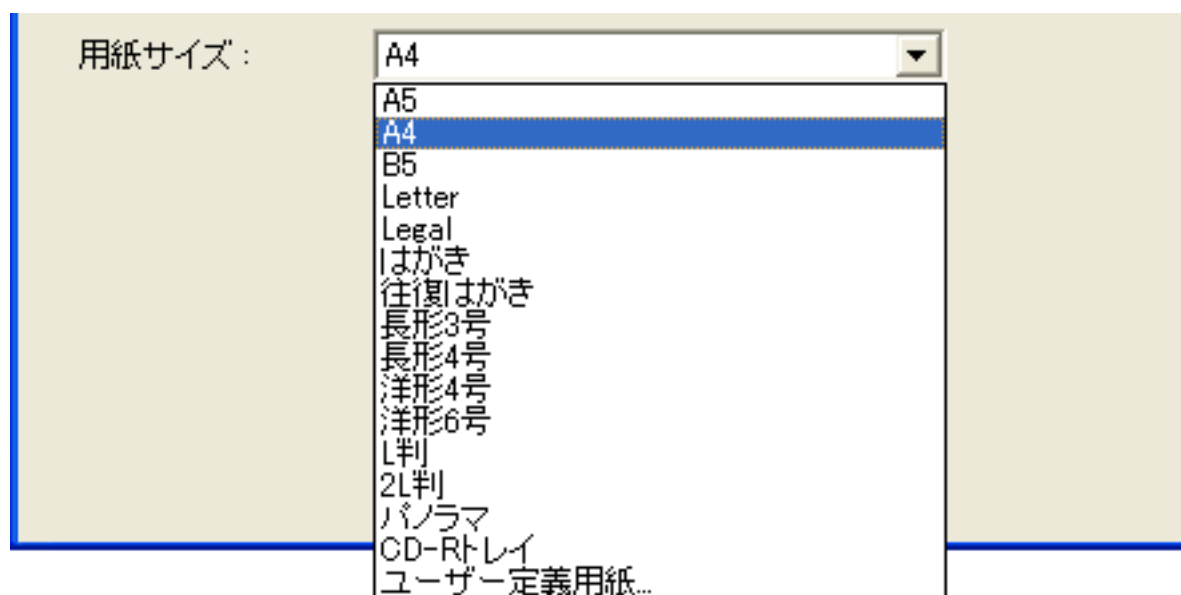 用紙サイズ： A4
A5
A4
B5
Letter
Legal
はがき
往復はがき
長形3号
長形4号
洋形4号
洋形6号
L判
2L判
パノラマ
CD-Rトレイ
ユーザー定義用紙...